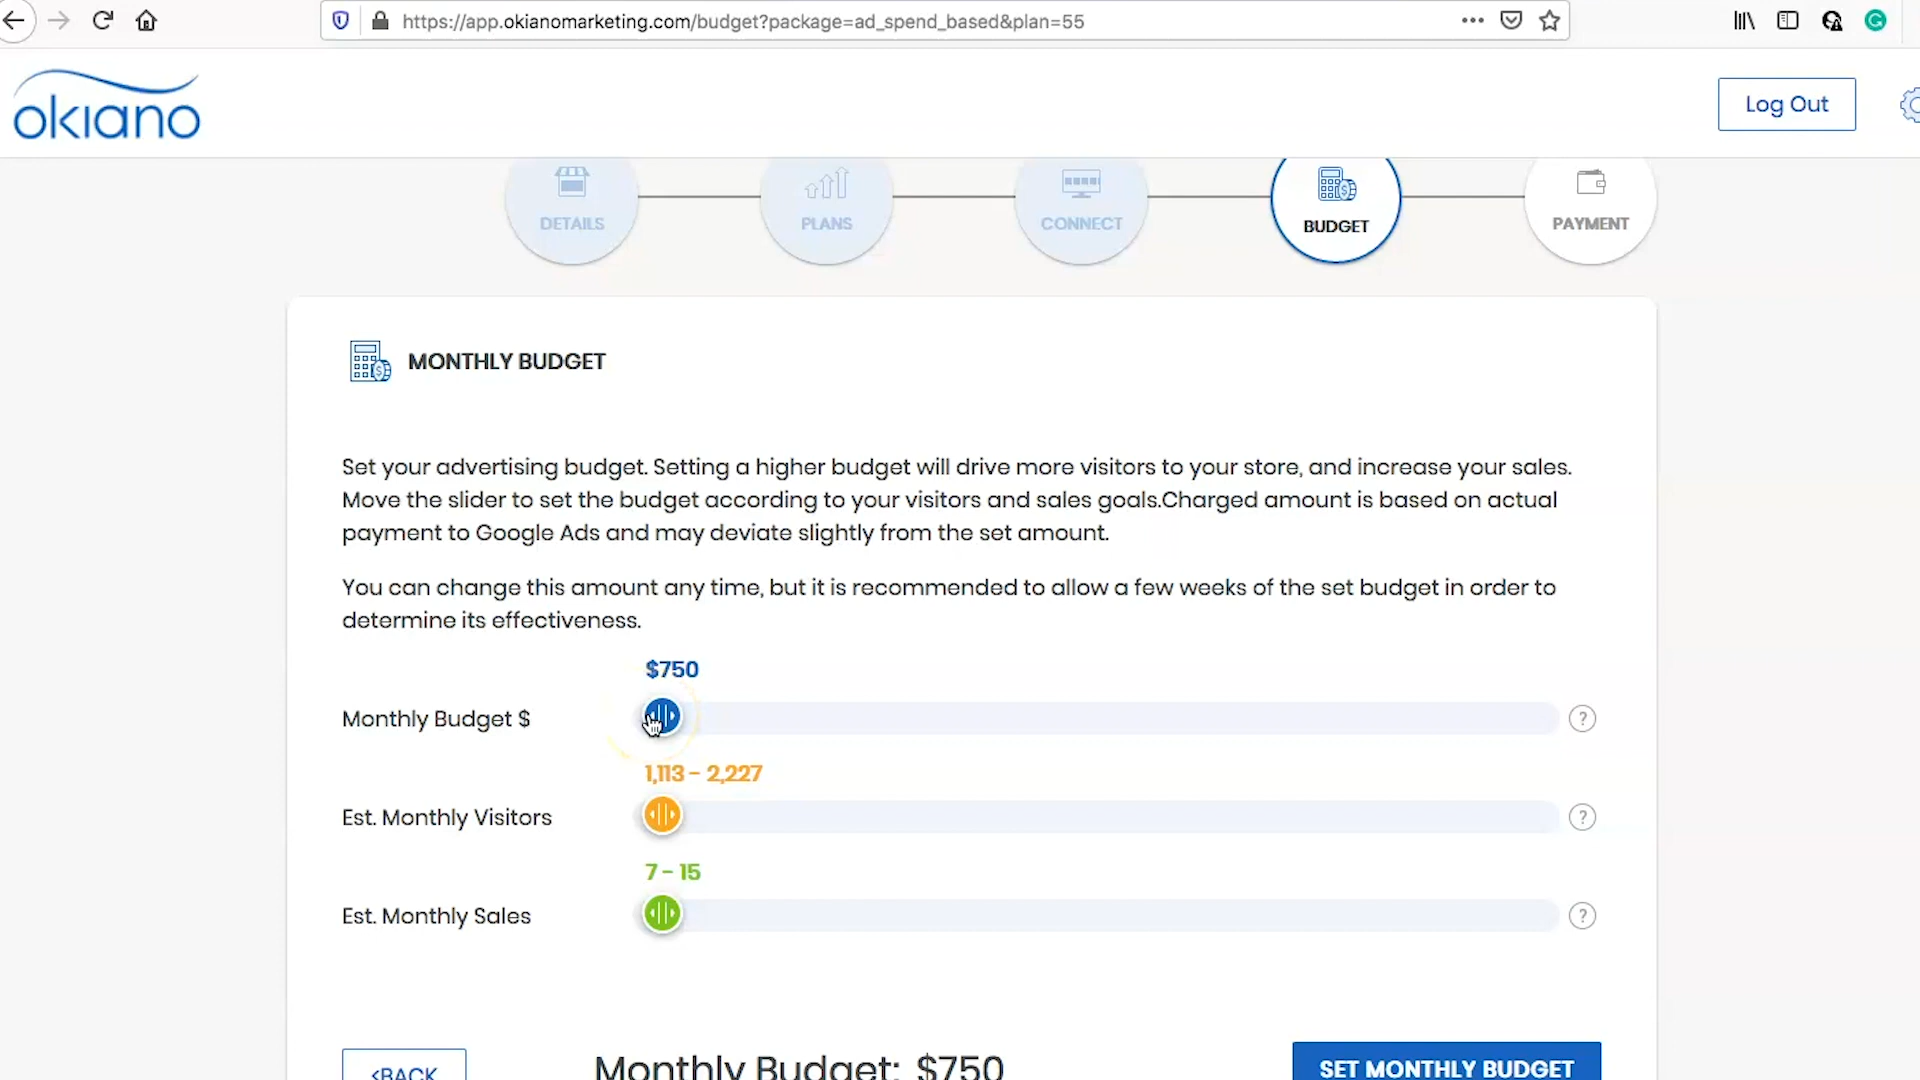 https://app.okianomarketing.com/budget?package=ad_spend_based&plan=55
okiano
Log Out
DETAILS
PLANS
CONNECT
BUDGET
PAYMENT
MONTHLY BUDGET
Set your advertising budget. Setting a higher budget will drive more visitors to your store, and increase your sales.
Move the slider to set the budget according to your visitors and sales goals.Charged amount is based on actual
payment to Google Ads and may deviate slightly from the set amount.
You can change this amount any time, but it is recommended to allow a few weeks of the set budget in order to
determine its effectiveness.
$750
Monthly Budget $
?
1,113 - 2,227
Est. Monthly Visitors
?
7 - 15
Est. Monthly Sales
?
<BACK
Monthly Budget: $750
SET MONTHLY BUDGET